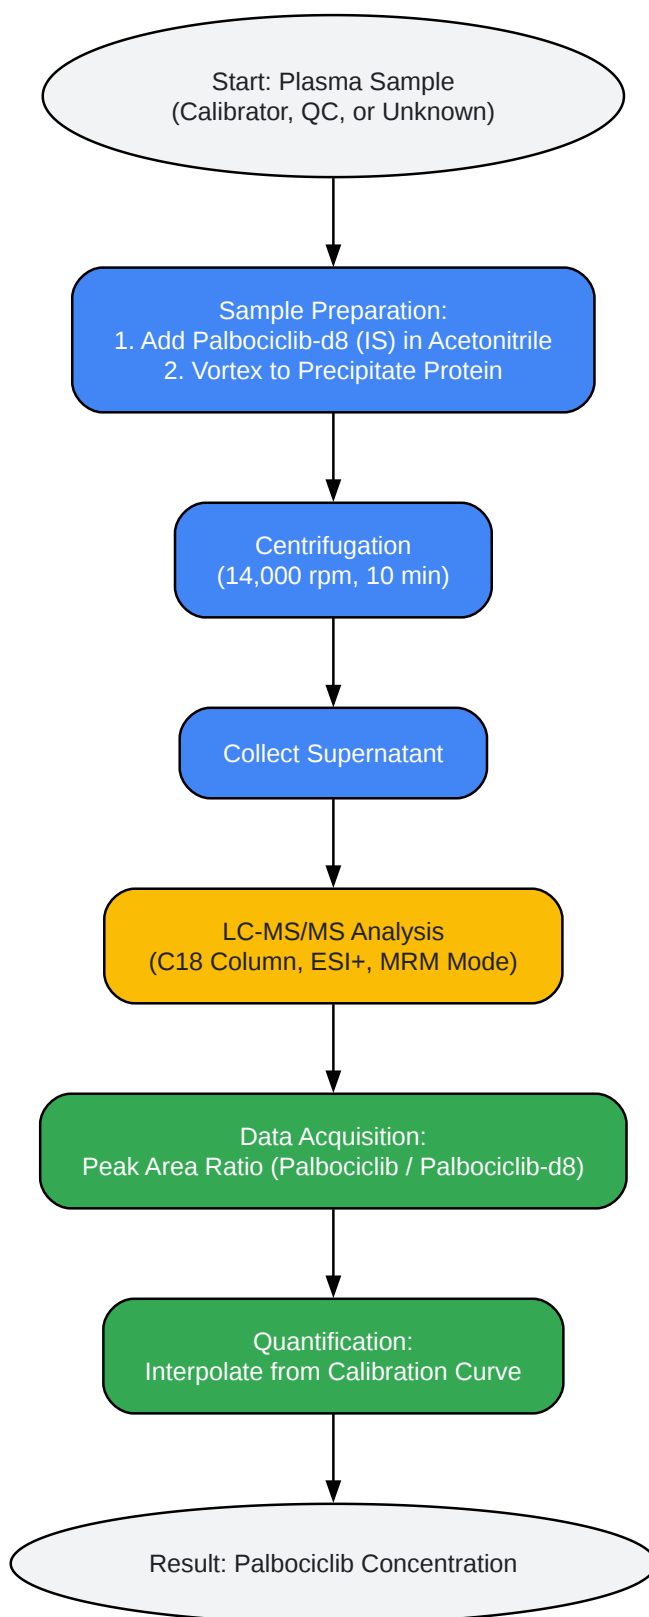 Start: Plasma Sample
(Calibrator, QC, or Unknown)
Sample Preparation:
1. Add Palbociclib-d8 (IS) in Acetonitrile
2. Vortex to Precipitate Protein
Centrifugation
(14,000 rpm, 10 min)
Collect Supernatant
LC-MS/MS Analysis
(C18 Column, ESI+, MRM Mode)
Data Acquisition:
Peak Area Ratio (Palbociclib / Palbociclib-d8)
Quantification:
Interpolate from Calibration Curve
Result: Palbociclib Concentration